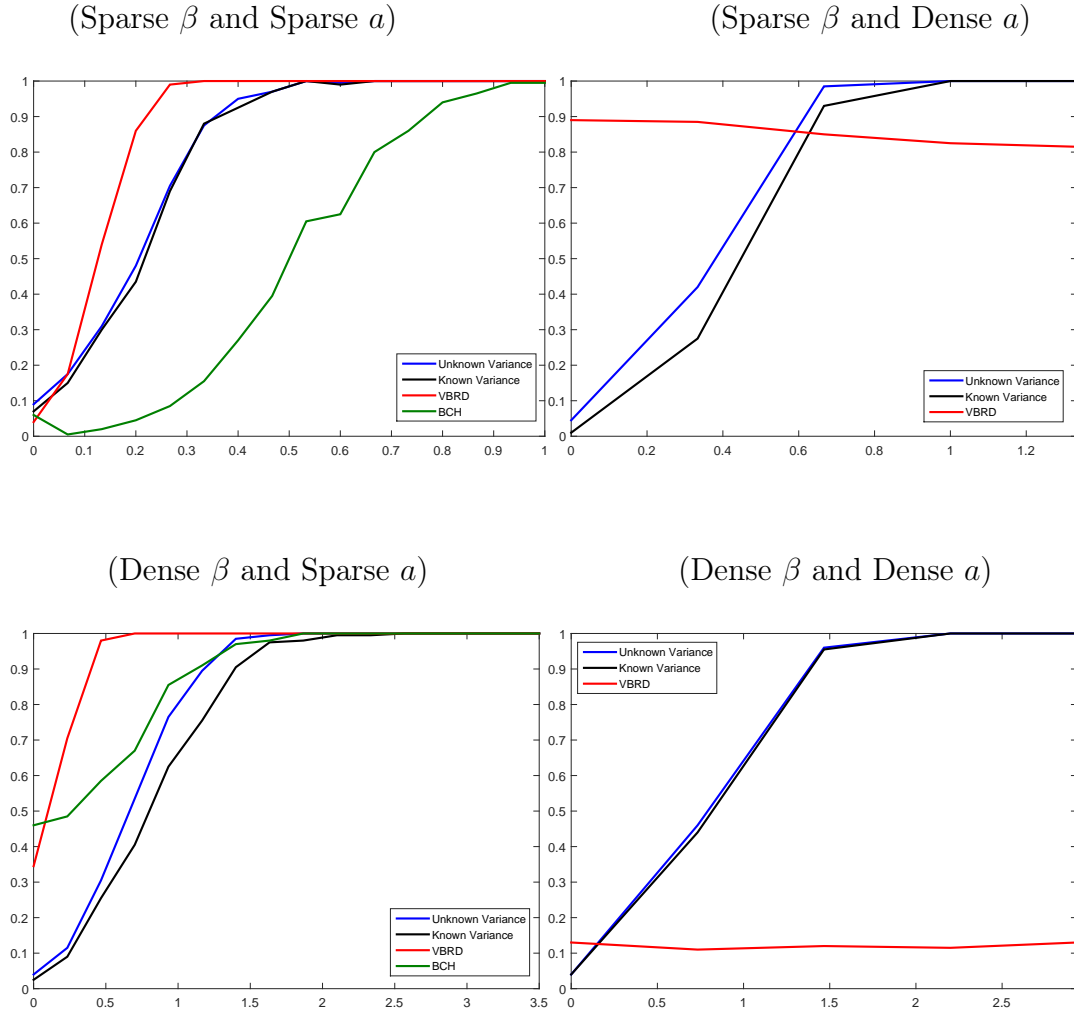 (Sparse β and Sparse a)
(Sparse β and Dense a)
1
0.9
0.8
0.7
0.6
0.5
0.4
0.3
0.2
0.1
0
0 0.1 0.2 0.3 0.4 0.5 0.6 0.7 0.8 0.9 1
Unknown Variance
Known Variance
VBRD
BCH
1
0.9
0.8
0.7
0.6
0.5
0.4
0.3
0.2
0.1
0
0 0.2 0.4 0.6 0.8 1 1.2
Unknown Variance
Known Variance
VBRD
(Dense β and Sparse a)
(Dense β and Dense a)
1
0.9
0.8
0.7
0.6
0.5
0.4
0.3
0.2
0.1
0
0 0.5 1 1.5 2 2.5 3 3.5
Unknown Variance
Known Variance
VBRD
BCH
1
0.9
0.8
0.7
0.6
0.5
0.4
0.3
0.2
0.1
0
0 0.5 1 1.5 2 2.5
Unknown Variance
Known Variance
VBRD